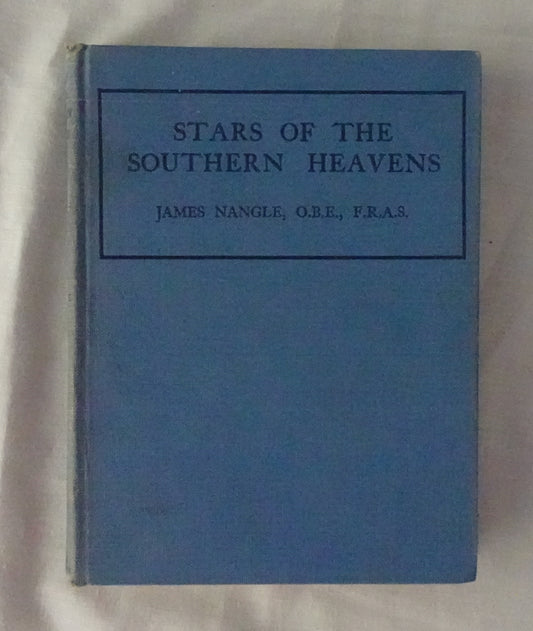 STARS OF THE
SOUTHERN HEAVENS
JAMES NANGLE, O.B.E., F.R.A.S.